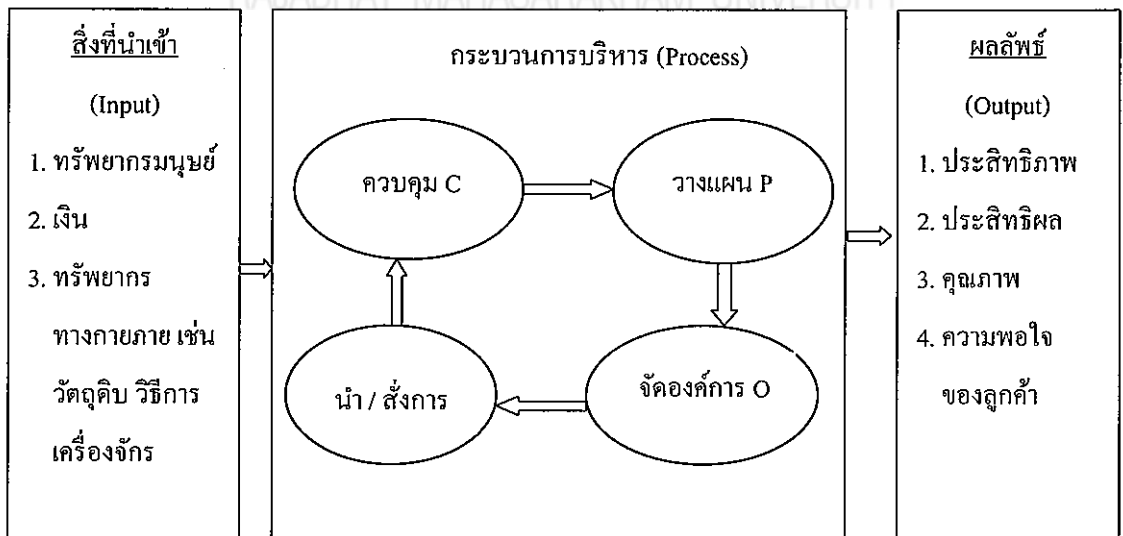 RAJABHAT MAHASARAKHAM UNIVERSITY
สิ่งที่นำเข้า
(Input)
1. ทรัพยากรมนุษย์
2. เงิน
3. ทรัพยากร
ทางกายภาย เช่น
วัตถุดิบ วิธีการ
เครื่องจักร
กระบวนการบริหาร (Process)
ควบคุม C
วางแผน P
นำ / สั่งการ
จัดองค์การ O
ผลลัพธ์
(Output)
1. ประสิทธิภาพ
2. ประสิทธิผล
3. คุณภาพ
4. ความพอใจ
ของลูกค้า